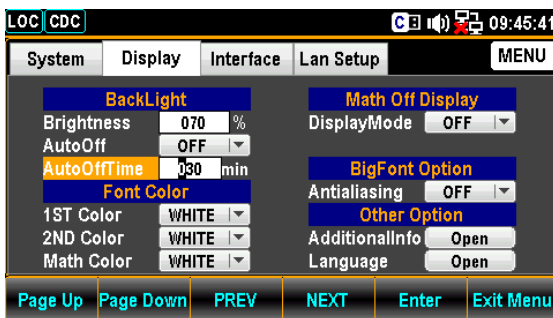 LOC CDC C 09:45:41
System Display Interface Lan Setup MENU
BackLight
Brightness 070 %
AutoOff OFF
AutoOffTime 030 min
Font Color
1ST Color WHITE
2ND Color WHITE
Math Color WHITE
Math Off Display
DisplayMode OFF
BigFont Option
Antialiasing OFF
Other Option
AdditionalInfo Open
Language Open
Page Up Page Down PREV NEXT Enter Exit Menu